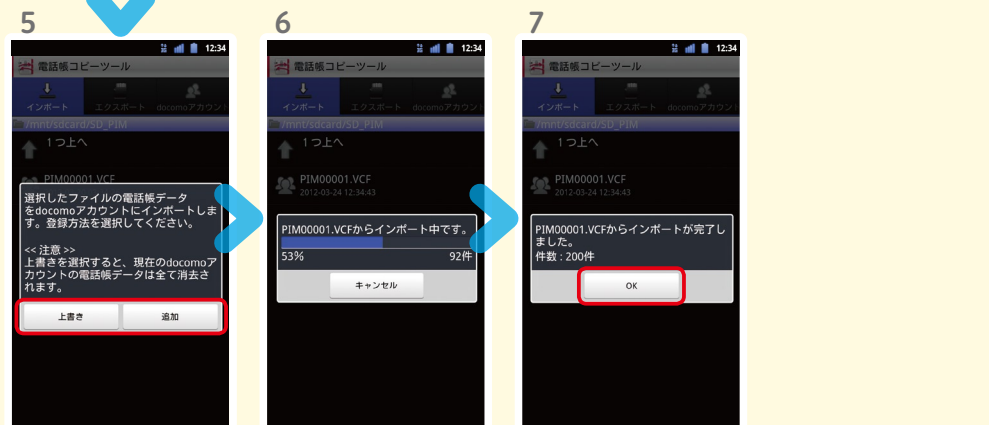 5
12:34
電話帳コピーツール
インポート エクスポート docomoアカウント
/mnt/sdcard/SD_PIM
1つ上へ
PIM00001.VCF
選択したファイルの電話帳データ
をdocomoアカウントにインポートしま
す。登録方法を選択してください。
<< 注意 >>
上書きを選択すると、現在のdocomoア
カウントの電話帳データは全て消去さ
れます。
上書き 追加
6
12:34
電話帳コピーツール
インポート エクスポート docomoアカウント
/mnt/sdcard/SD_PIM
1つ上へ
PIM00001.VCF
2012-03-24 12:34:43
PIM00001.VCFからインポート中です。
53% 92件
キャンセル
7
12:34
電話帳コピーツール
インポート エクスポート docomoアカウント
/mnt/sdcard/SD_PIM
1つ上へ
PIM00001.VCF
2012-03-24 12:34:43
PIM00001.VCFからインポートが完了し
ました。
件数 : 200件
OK